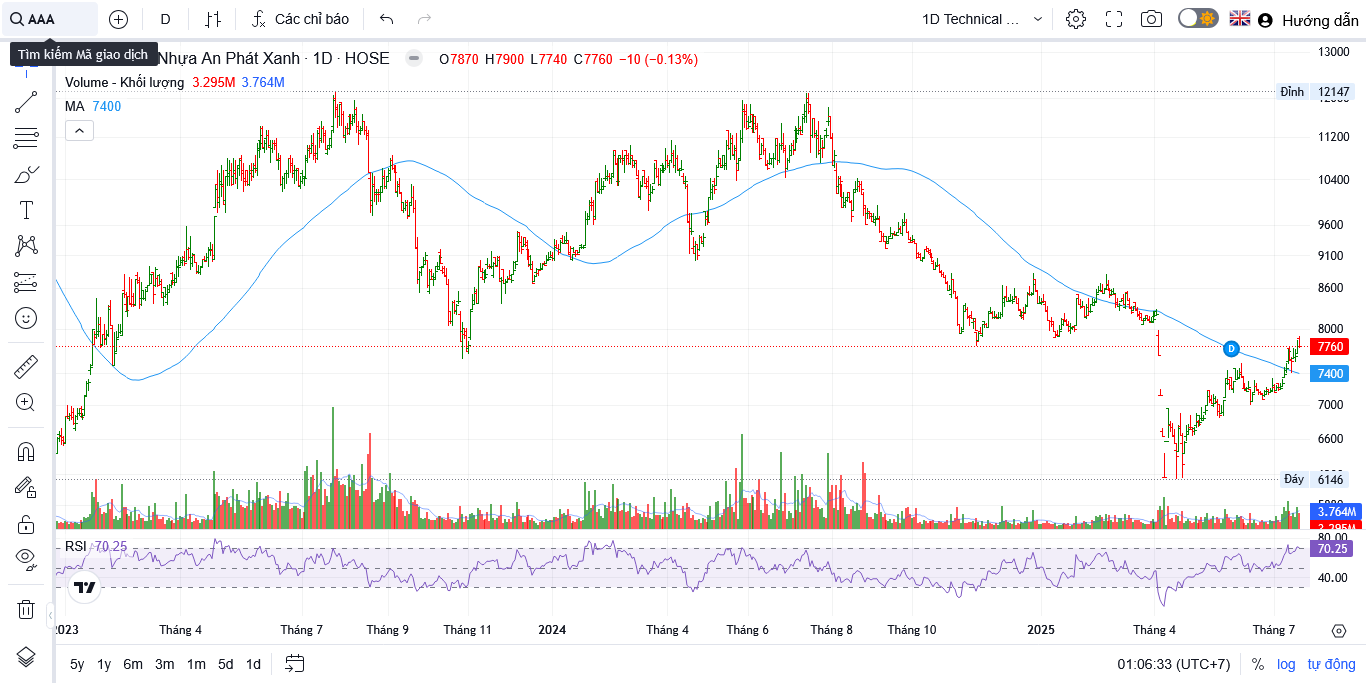 AAA
D
Các chỉ báo
1D Technical ...
Hướng dẫn
Tìm kiếm Mã giao dịch
Nhựa An Phát Xanh · 1D · HOSE
O7870 H7900 L7740 C7760 −10 (−0.13%)
Volume - Khối lượng 3.295M 3.764M
MA 7400
13000
Đỉnh 12147
11200
10400
9600
9100
8600
8000
D
7760
7400
7000
6600
Đáy 6146
3.764M
3.295M
RSI 70.25
80.00
70.25
40.00
2023 Tháng 4 Tháng 7 Tháng 9 Tháng 11 2024 Tháng 4 Tháng 6 Tháng 8 Tháng 10 2025 Tháng 4 Tháng 7
5y 1y 6m 3m 1m 5d 1d
01:06:33 (UTC+7) % log tự động